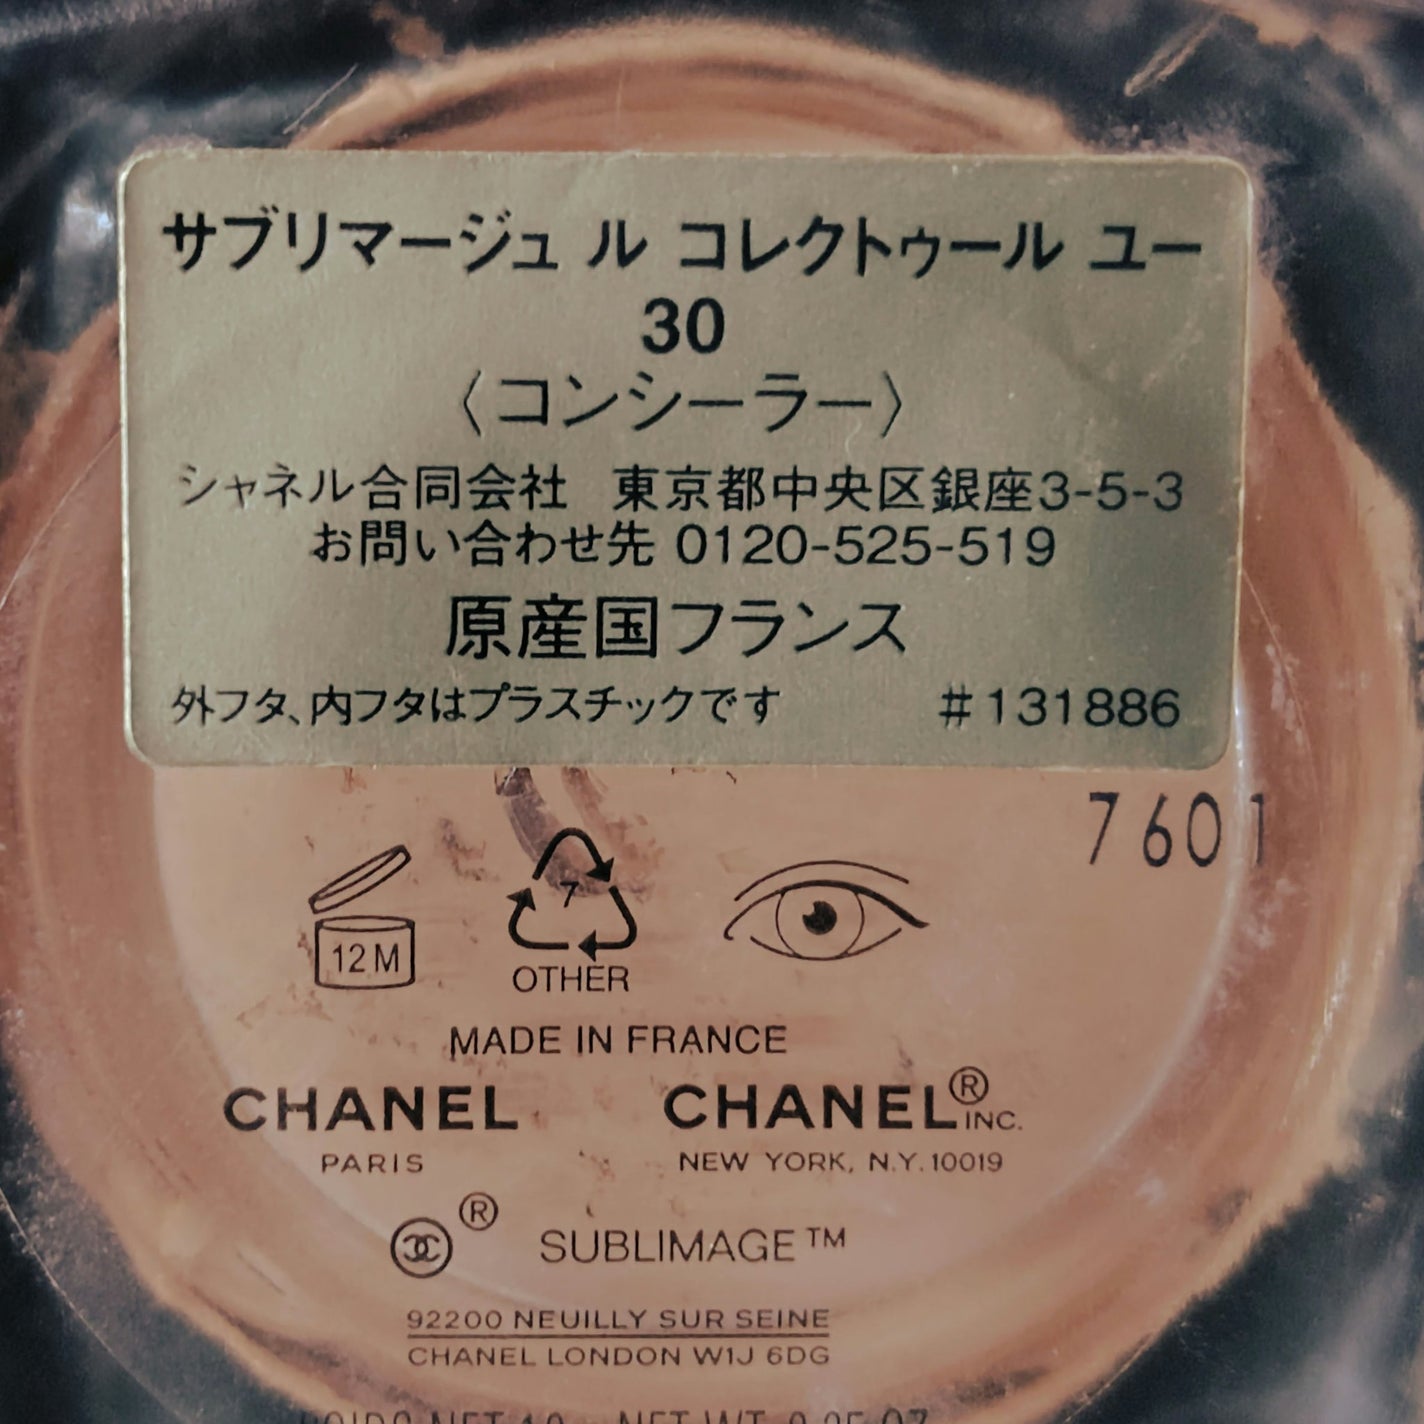 サブリマージュ ル コレクトゥール ユー
30
〈コンシーラー〉
シャネル合同会社 東京都中央区銀座3-5-3
お問い合わせ先 0120-525-519
原産国フランス
外フタ、内フタはプラスチックです #131886
7601
12 M
7
OTHER
MADE IN FRANCE
CHANEL CHANEL® INC.
PARIS NEW YORK, N.Y. 10019
® SUBLIMAGE™
92200 NEUILLY SUR SEINE
CHANEL LONDON W1J 6DG